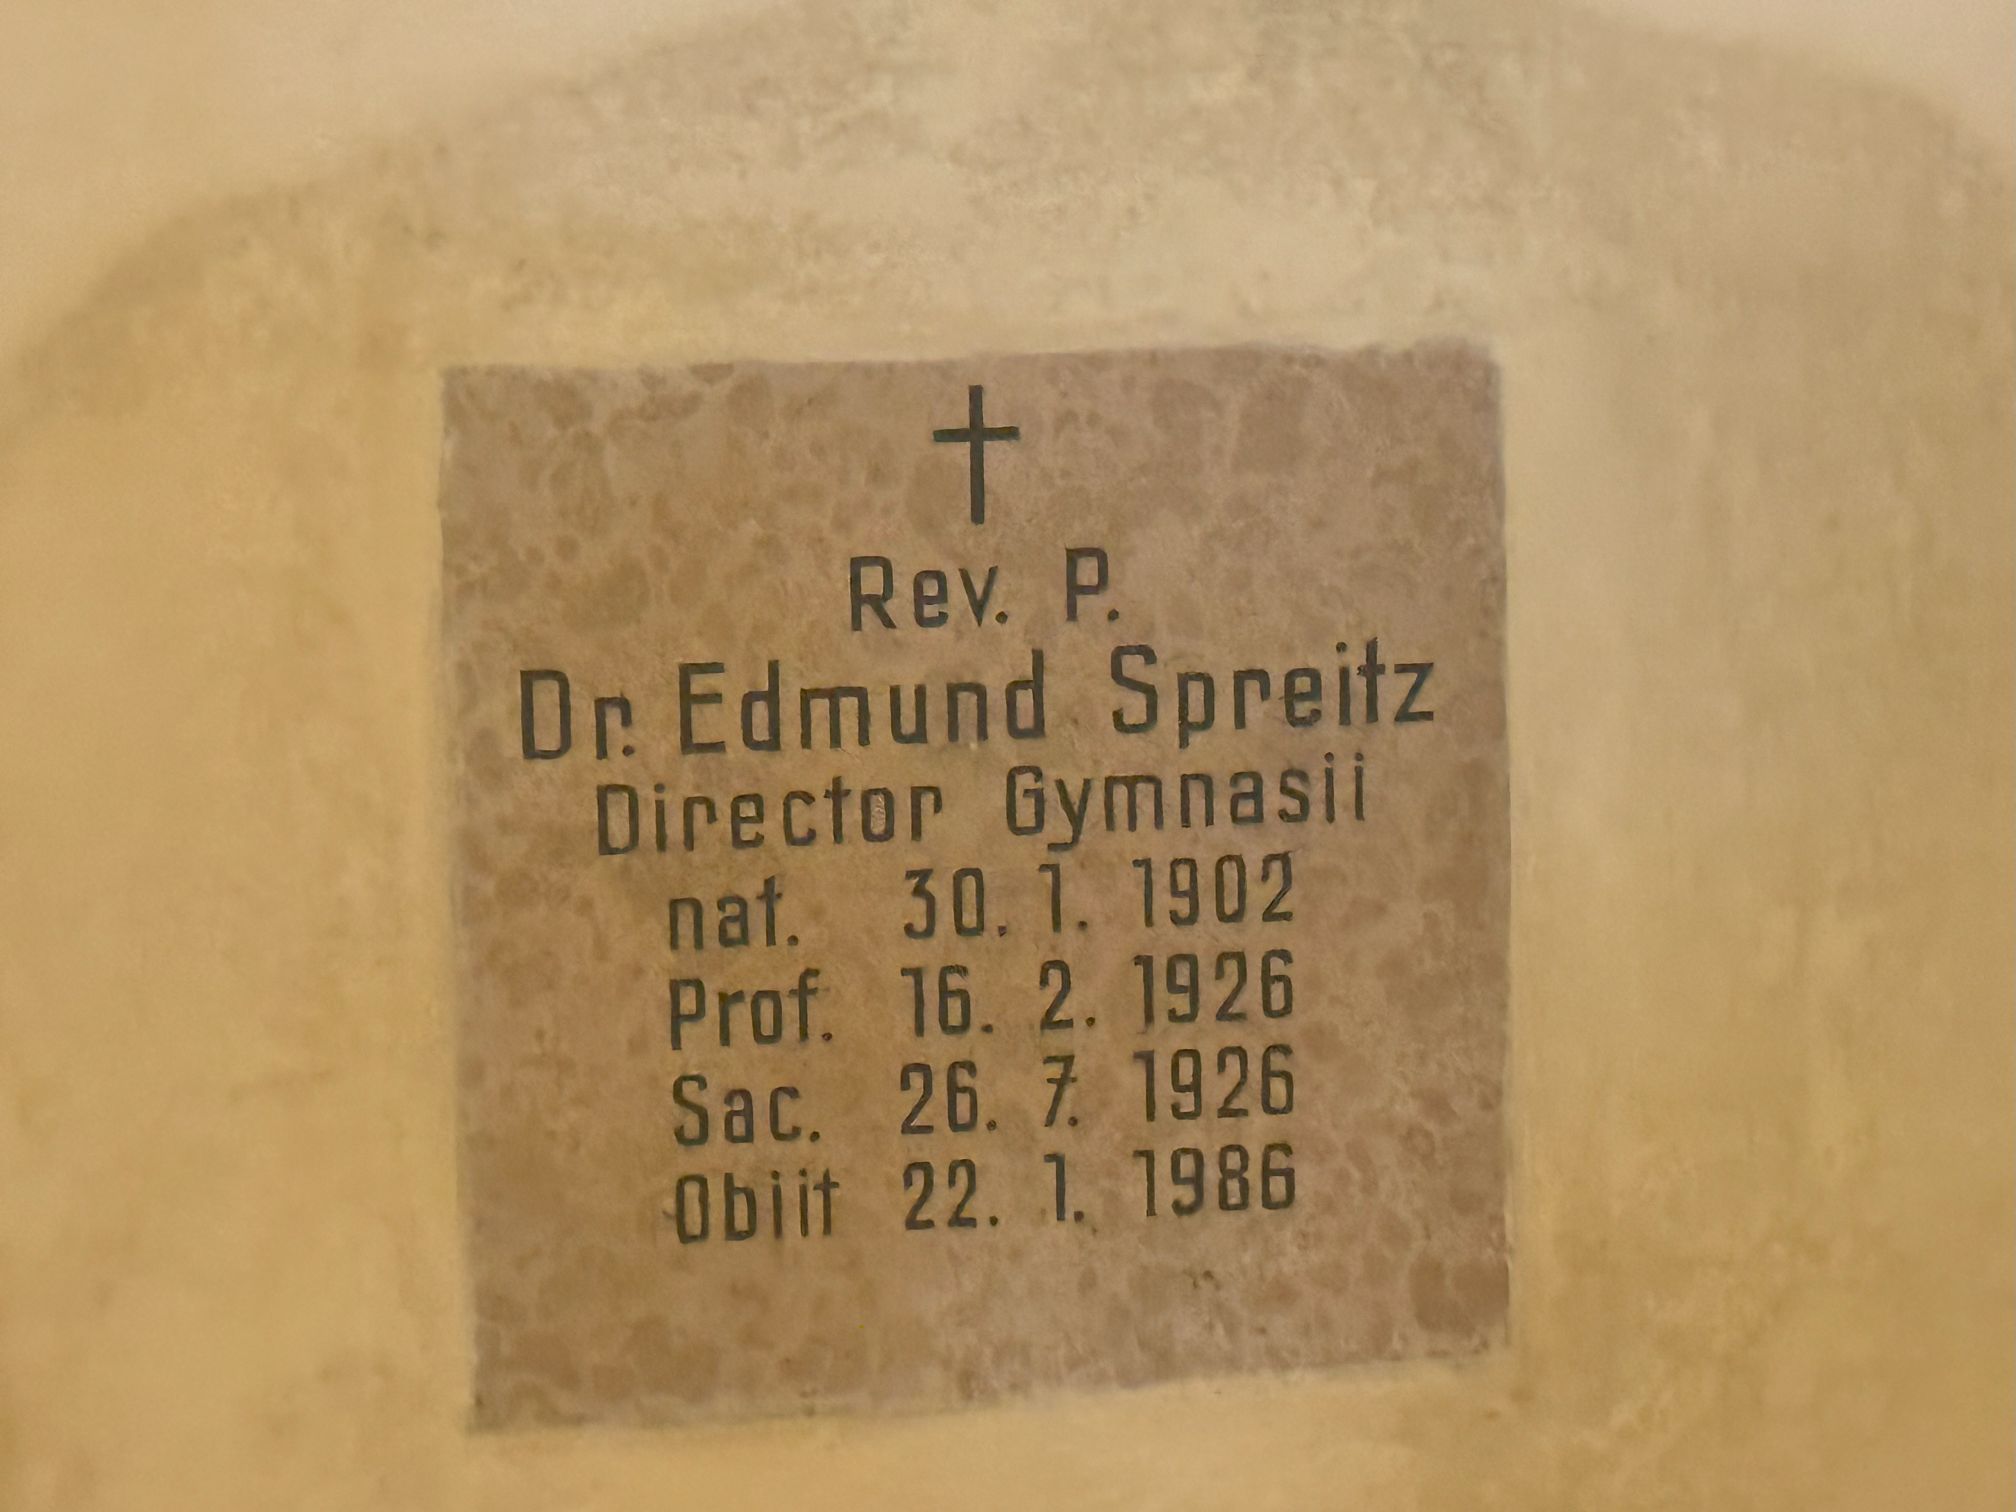 Rev. P.
Dr. Edmund Spreitz
Director Gymnasii
nat. 30. 1. 1902
Prof. 16. 2. 1926
Sac. 26. 7. 1926
Obiit 22. 1. 1986